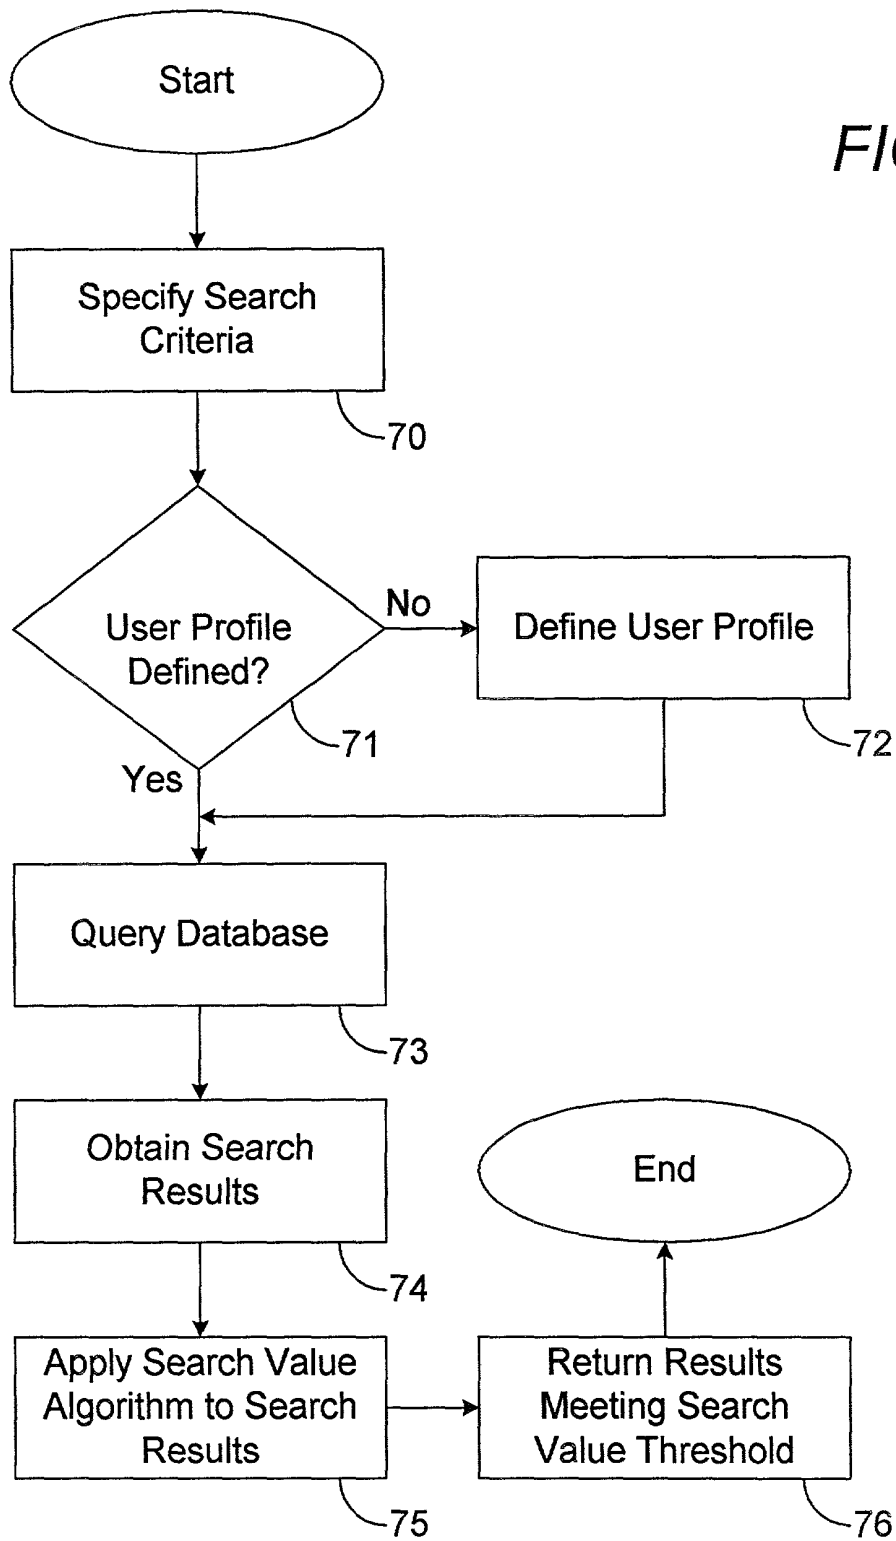 Start
Specify Search
Criteria
70
User Profile
Defined?
71
No
Define User Profile
72
Yes
Query Database
73
Obtain Search
Results
74
End
Apply Search Value
Algorithm to Search
Results
75
Return Results
Meeting Search
Value Threshold
76